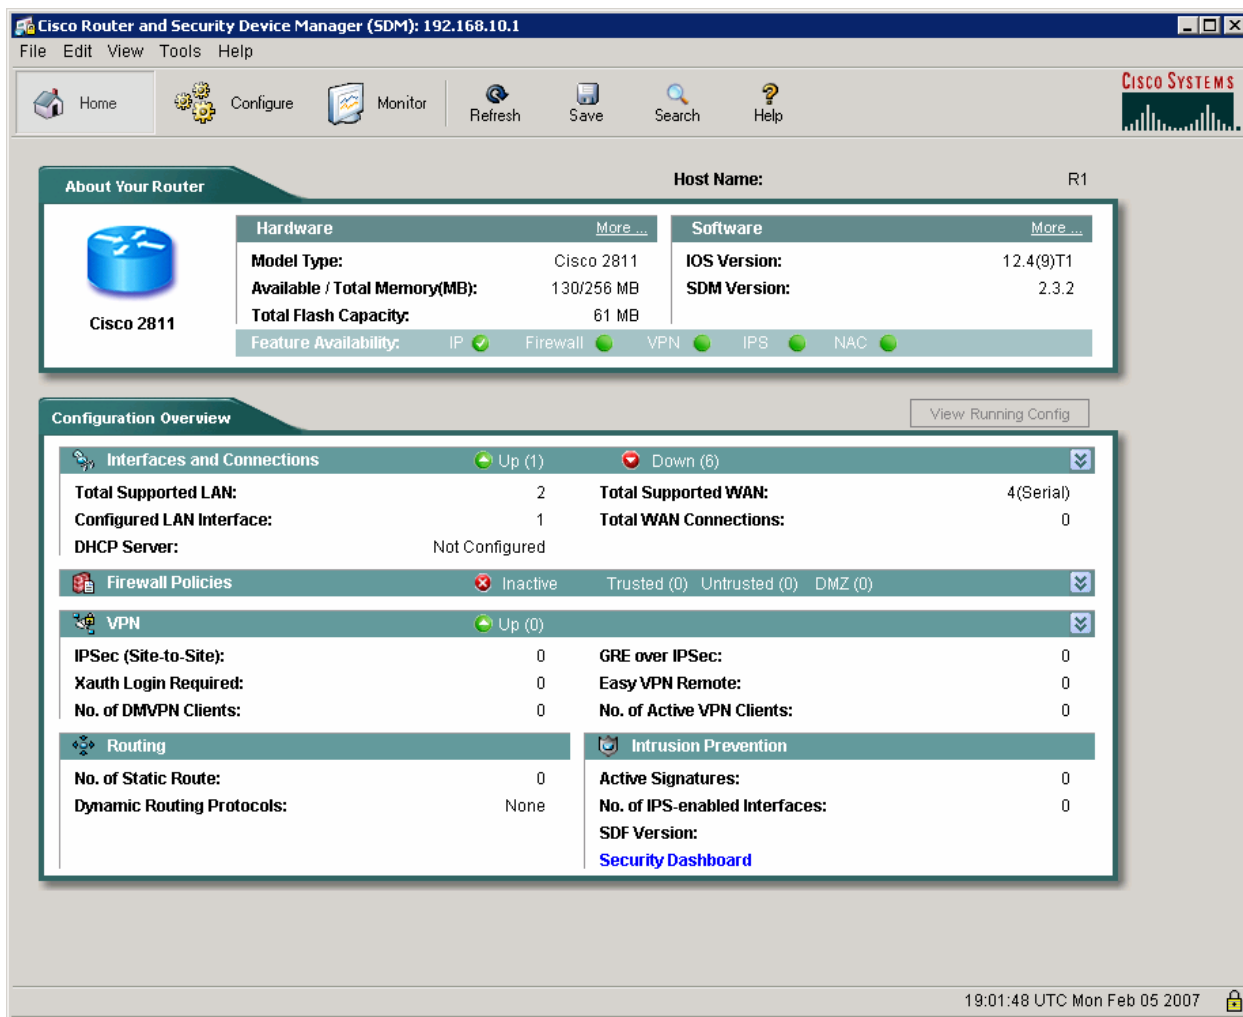 Cisco Router and Security Device Manager (SDM): 192.168.10.1
File Edit View Tools Help
Home Configure Monitor Refresh Save Search Help
CISCO SYSTEMS
About Your Router Host Name: R1
Hardware More ... Software More ...
Model Type: Cisco 2811 IOS Version: 12.4(9)T1
Available / Total Memory(MB): 130/256 MB SDM Version: 2.3.2
Total Flash Capacity: 61 MB
Cisco 2811
Feature Availability: IP Firewall VPN IPS NAC
Configuration Overview View Running Config
Interfaces and Connections Up (1) Down (6)
Total Supported LAN: 2 Total Supported WAN: 4(Serial)
Configured LAN Interface: 1 Total WAN Connections: 0
DHCP Server: Not Configured
Firewall Policies Inactive Trusted (0) Untrusted (0) DMZ (0)
VPN Up (0)
IPSec (Site-to-Site): 0 GRE over IPSec: 0
Xauth Login Required: 0 Easy VPN Remote: 0
No. of DMVPN Clients: 0 No. of Active VPN Clients: 0
Routing Intrusion Prevention
No. of Static Route: 0 Active Signatures: 0
Dynamic Routing Protocols: None No. of IPS-enabled Interfaces: 0
SDF Version:
Security Dashboard
19:01:48 UTC Mon Feb 05 2007